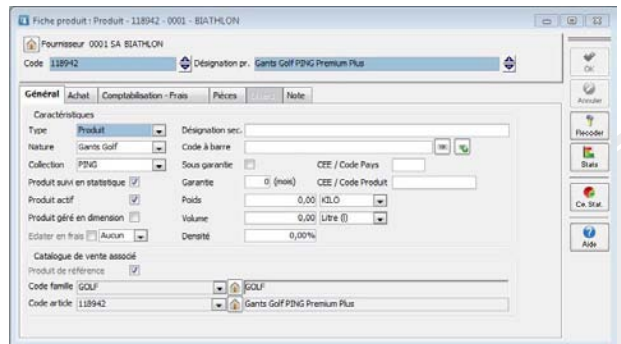 Fiche produit : Produit - 118942 - 0001 - BIATHLON
Fournisseur 0001 SA BIATHLON
Code 118942 Désignation pr. Gants Golf PING Premium Plus
Général Achat Comptabilisation - Frais Pièces Note
Caractéristiques
Type Produit Désignation sec.
Nature Gants Golf Code à barre
Collection PING Sous garantie CEE / Code Pays
Produit suivi en statistique Garantie 0 (mois) CEE / Code Produit
Produit actif Poids 0,00 KILO
Produit géré en dimension Volume 0,00 Litre (l)
Eclater en frais Aucun Densité 0,00%
Catalogue de vente associé
Produit de référence
Code famille GOLF GOLF
Code article 118942 Gants Golf PING Premium Plus
OK
Annuler
Recoder
Stats
Ce. Stat.
Aide